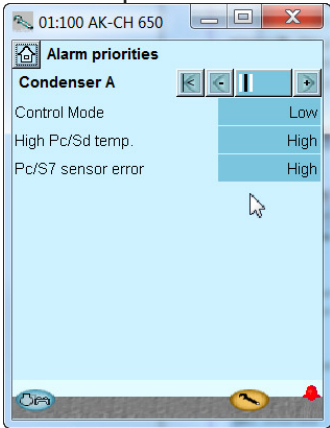 01:100 AK-CH 650
Alarm priorities
Condenser A
Control Mode Low
High Pc/Sd temp. High
Pc/S7 sensor error High